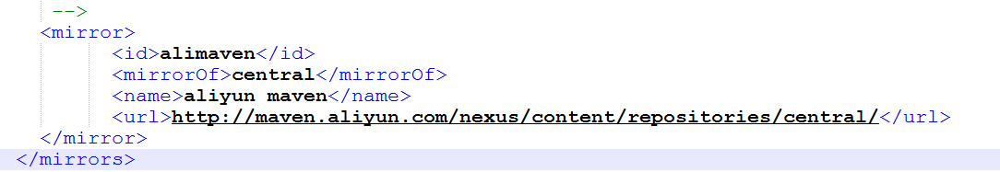 -->
<mirror>
<id>alimaven</id>
<mirrorOf>central</mirrorOf>
<name>aliyun maven</name>
<url>http://maven.aliyun.com/nexus/content/repositories/central/</url>
</mirror>
</mirrors>